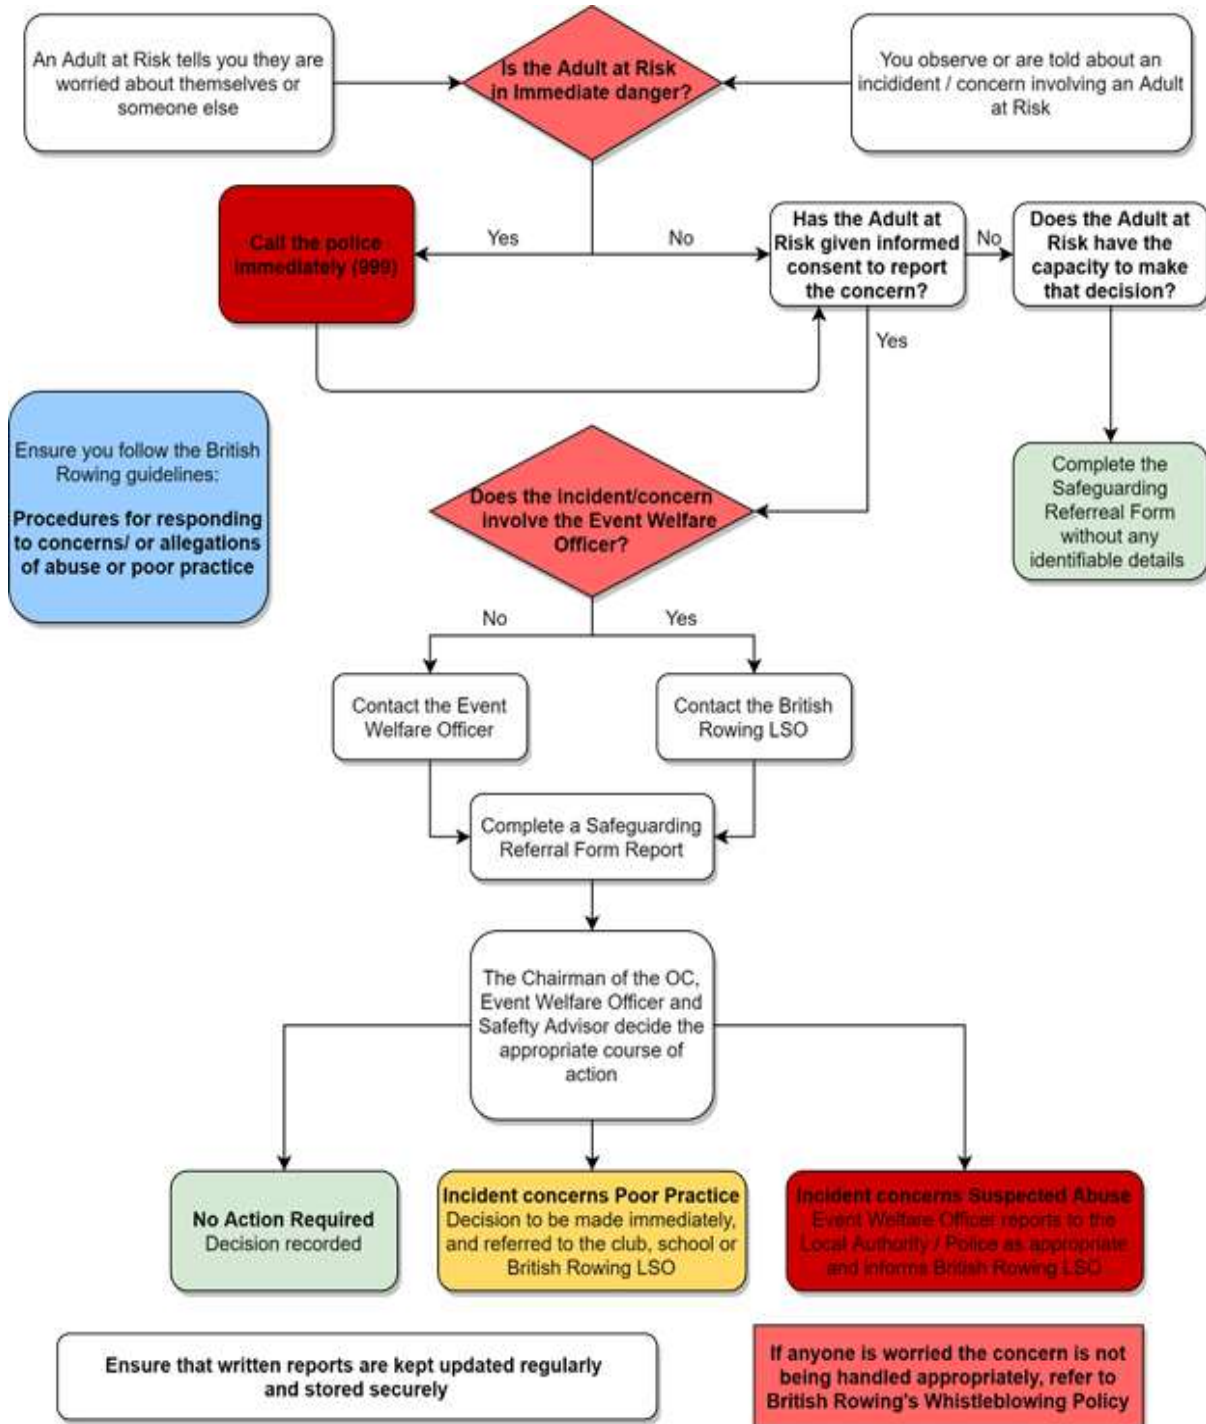 An Adult at Risk tells you they are
worried about themselves or
someone else
Is the Adult at Risk
in Immediate danger?
You observe or are told about an
incidident / concern involving an Adult
at Risk
Call the police
immediately (999)
Yes
No
Has the Adult at
Risk given informed
consent to report
the concern?
No
Does the Adult at
Risk have the
capacity to make
that decision?
Yes
Ensure you follow the British
Rowing guidelines:
Procedures for responding
to concerns/ or allegations
of abuse or poor practice
Does the Incident/concern
involve the Event Welfare
Officer?
Complete the
Safeguarding
Referreal Form
without any
identifiable details
No
Yes
Contact the Event
Welfare Officer
Contact the British
Rowing LSO
Complete a Safeguarding
Referral Form Report
The Chairman of the OC,
Event Welfare Officer and
Safefty Advisor decide the
appropriate course of
action
No Action Required
Decision recorded
Incident concerns Poor Practice
Decision to be made immediately,
and referred to the club, school or
British Rowing LSO
Incident concerns Suspected Abuse
Event Welfare Officer reports to the
Local Authority / Police as appropriate
and informs British Rowing LSO
Ensure that written reports are kept updated regularly
and stored securely
If anyone is worried the concern is not
being handled appropriately, refer to
British Rowing's Whistleblowing Policy